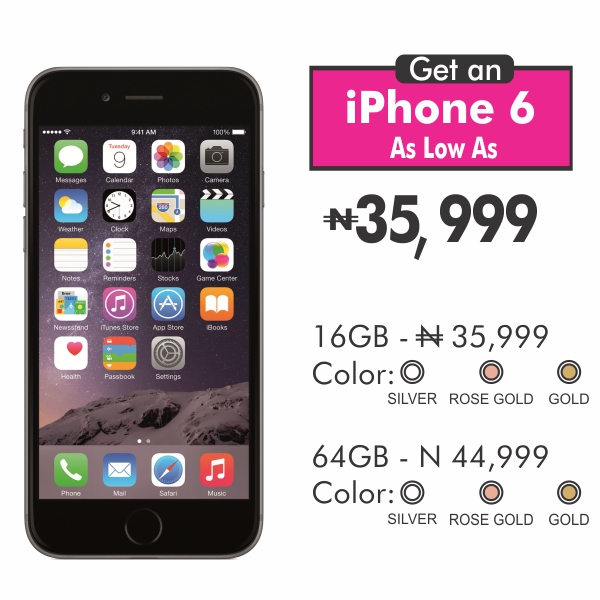 Get an
iPhone 6
As Low As
₦35,999
16GB - ₦ 35,999
Color:
SILVER ROSE GOLD GOLD
64GB - N 44,999
Color:
SILVER ROSE GOLD GOLD
9:41 AM 100%
Tuesday
9
Messages Calendar Photos Camera
280
Weather Clock Maps Videos
Notes Reminders Stocks Game Center
Newsstand iTunes Store App Store iBooks
Health Passbook Settings
Phone Mail Safari Music